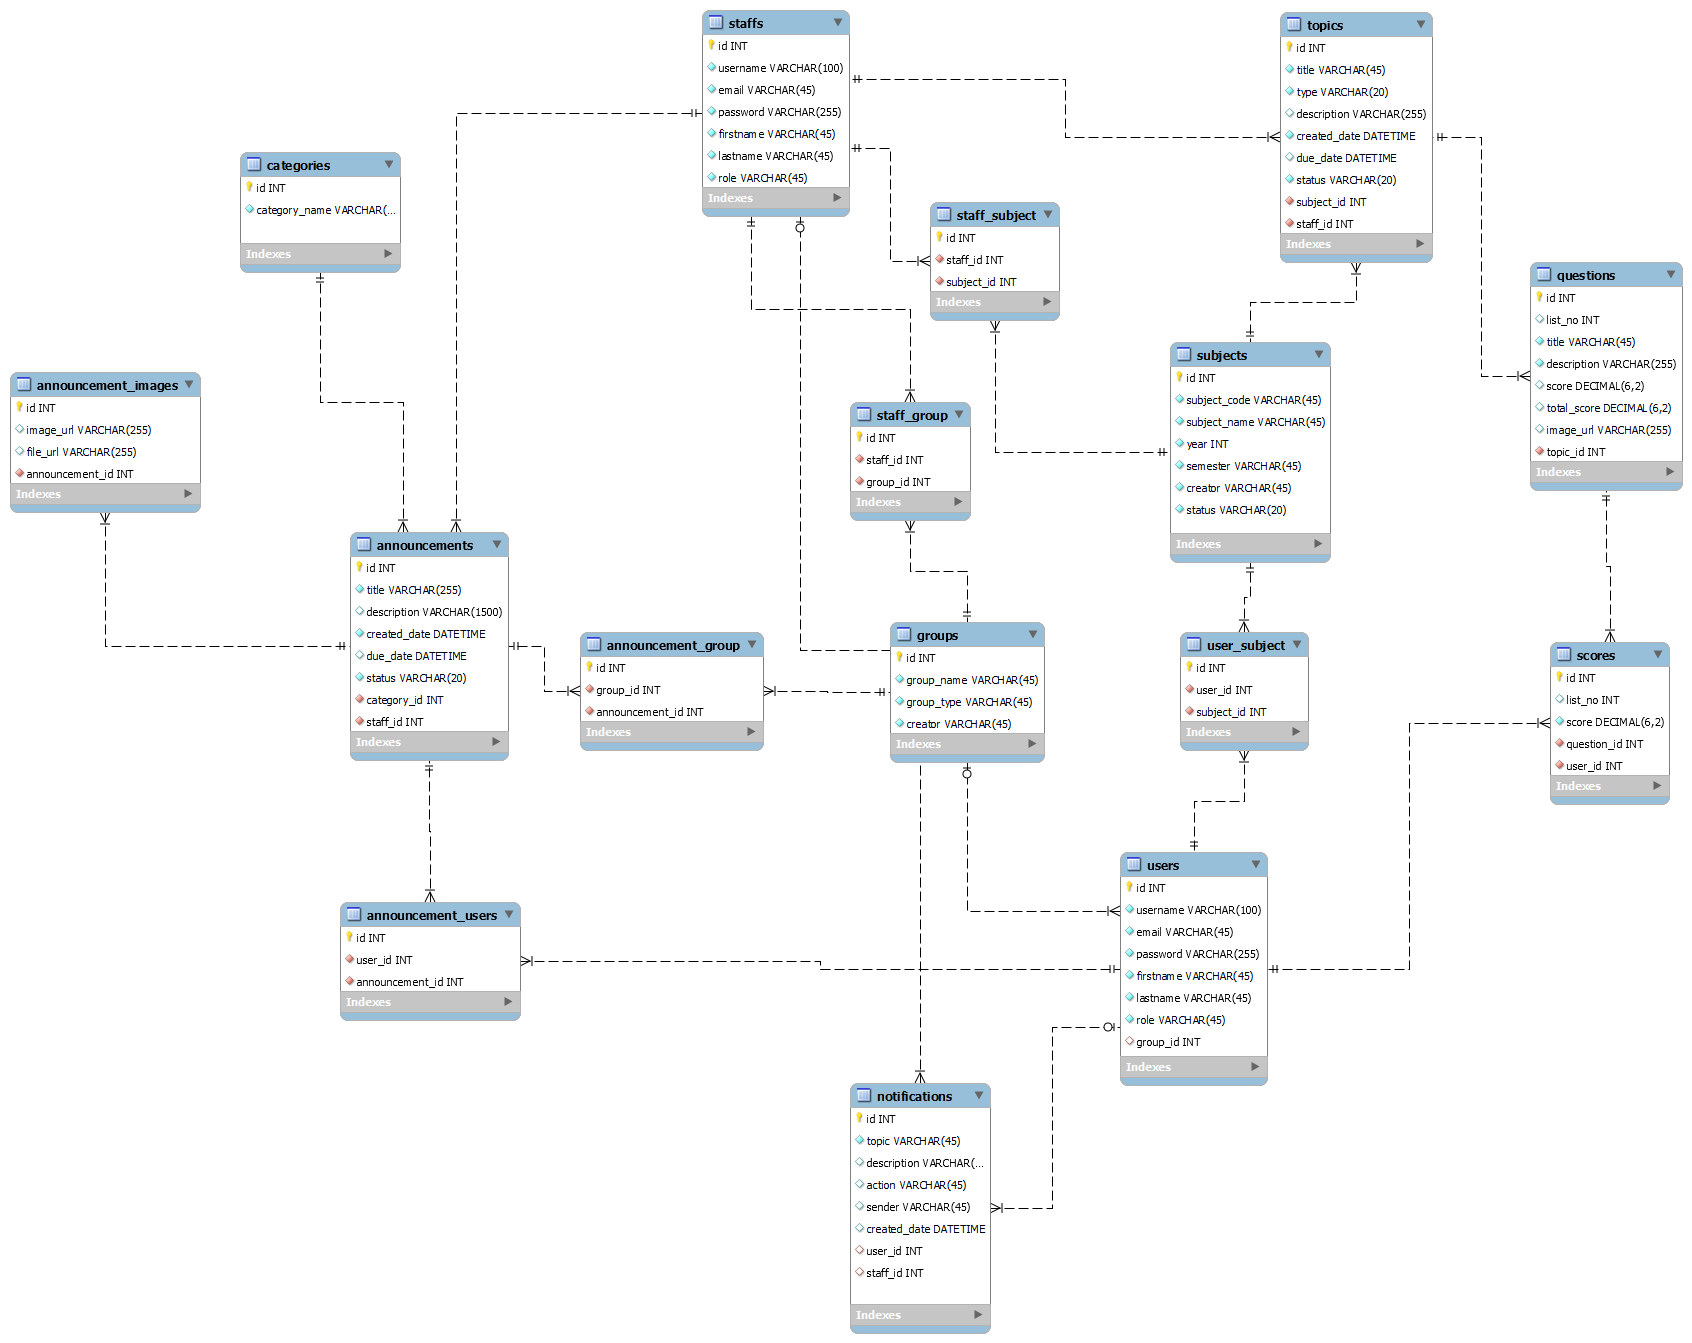 staffs
id INT
username VARCHAR(100)
email VARCHAR(45)
password VARCHAR(255)
firstname VARCHAR(45)
lastname VARCHAR(45)
role VARCHAR(45)
Indexes
topics
id INT
title VARCHAR(45)
type VARCHAR(20)
description VARCHAR(255)
created_date DATETIME
due_date DATETIME
status VARCHAR(20)
subject_id INT
staff_id INT
Indexes
categories
id INT
category_name VARCHAR(...
Indexes
staff_subject
id INT
staff_id INT
subject_id INT
Indexes
questions
id INT
list_no INT
title VARCHAR(45)
description VARCHAR(255)
score DECIMAL(6,2)
total_score DECIMAL(6,2)
image_url VARCHAR(255)
topic_id INT
Indexes
subjects
id INT
subject_code VARCHAR(45)
subject_name VARCHAR(45)
year INT
semester VARCHAR(45)
creator VARCHAR(45)
status VARCHAR(20)
Indexes
announcement_images
id INT
image_url VARCHAR(255)
file_url VARCHAR(255)
announcement_id INT
Indexes
staff_group
id INT
staff_id INT
group_id INT
Indexes
announcements
id INT
title VARCHAR(255)
description VARCHAR(1500)
created_date DATETIME
due_date DATETIME
status VARCHAR(20)
category_id INT
staff_id INT
Indexes
announcement_group
id INT
group_id INT
announcement_id INT
Indexes
groups
id INT
group_name VARCHAR(45)
group_type VARCHAR(45)
creator VARCHAR(45)
Indexes
user_subject
id INT
user_id INT
subject_id INT
Indexes
scores
id INT
list_no INT
score DECIMAL(6,2)
question_id INT
user_id INT
Indexes
users
id INT
username VARCHAR(100)
email VARCHAR(45)
password VARCHAR(255)
firstname VARCHAR(45)
lastname VARCHAR(45)
role VARCHAR(45)
group_id INT
Indexes
announcement_users
id INT
user_id INT
announcement_id INT
Indexes
notifications
id INT
topic VARCHAR(45)
description VARCHAR(...
action VARCHAR(45)
sender VARCHAR(45)
created_date DATETIME
user_id INT
staff_id INT
Indexes